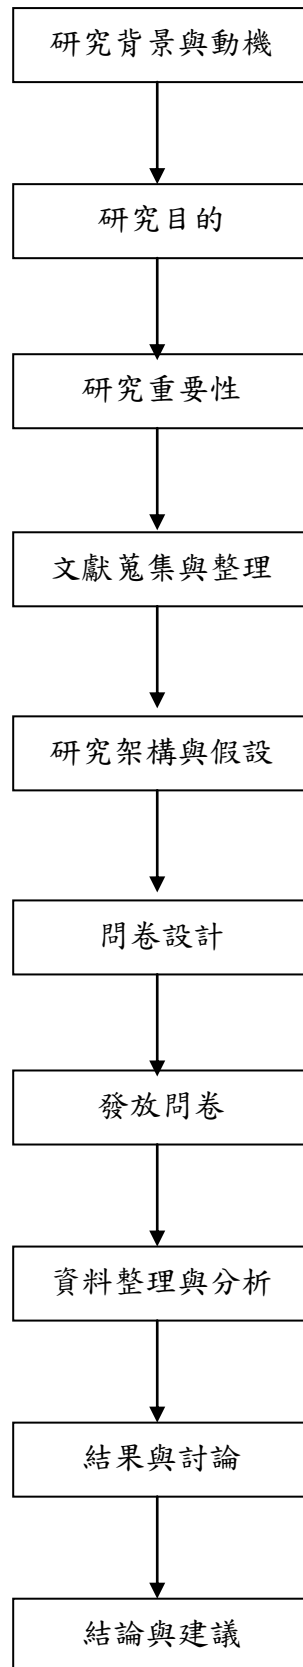 研究背景與動機
研究目的
研究重要性
文獻蒐集與整理
研究架構與假設
問卷設計
發放問卷
資料整理與分析
結果與討論
結論與建議